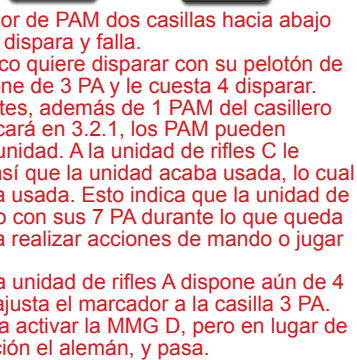 or de PAM dos casillas hacia abajo
dispara y falla.
co quiere disparar con su pelotón de
ne de 3 PA y le cuesta 4 disparar.
tes, además de 1 PAM del casillero
cará en 3.2.1, los PAM pueden
unidad. A la unidad de rifles C le
así que la unidad acaba usada, lo cual
a usada. Esto indica que la unidad de
o con sus 7 PA durante lo que queda
a realizar acciones de mando o jugar
a unidad de rifles A dispone aún de 4
ajusta el marcador a la casilla 3 PA.
a activar la MMG D, pero en lugar de
ción el alemán, y pasa.